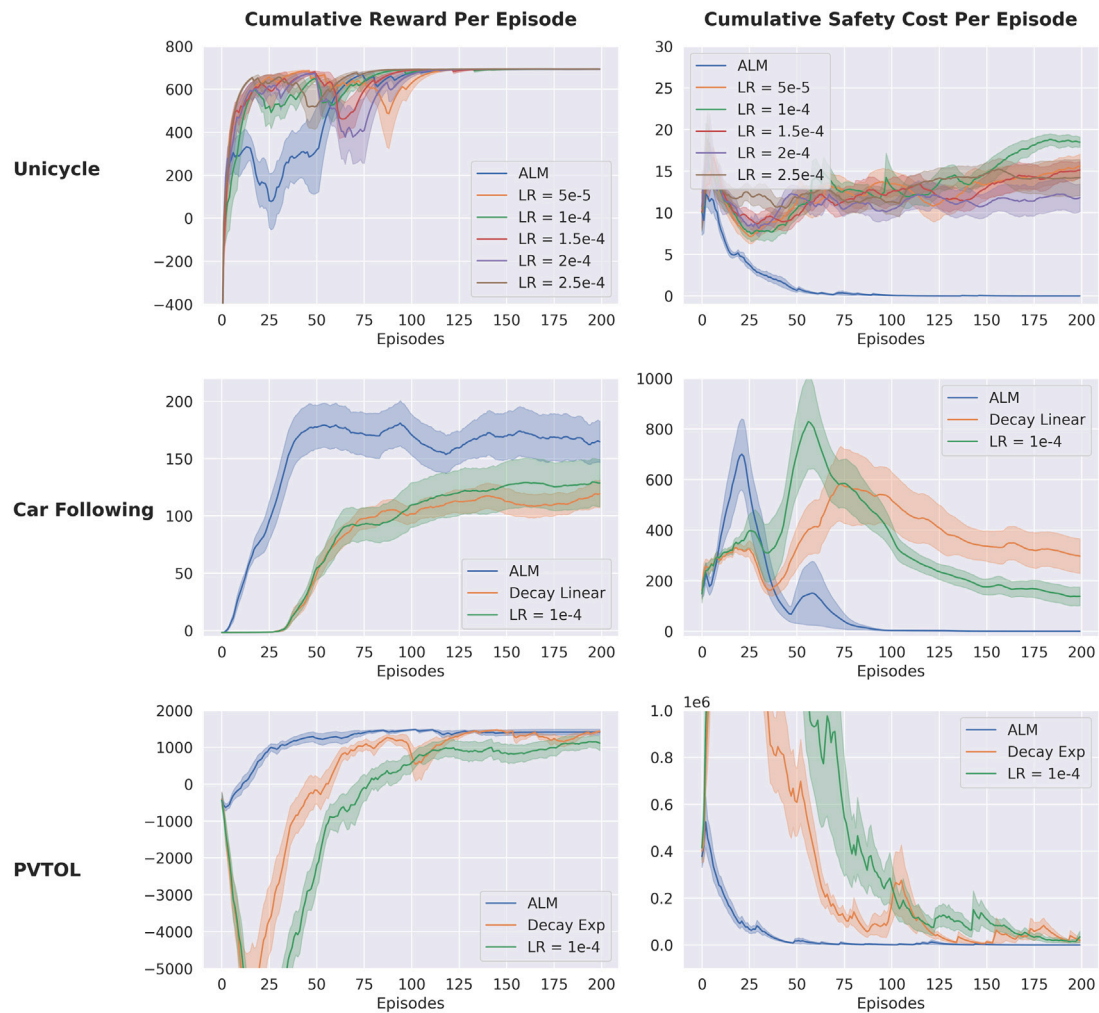 Cumulative Reward Per Episode
Cumulative Safety Cost Per Episode
Unicycle
800
600
400
200
0
−200
−400
ALM
LR = 5e-5
LR = 1e-4
LR = 1.5e-4
LR = 2e-4
LR = 2.5e-4
0 25 50 75 100 125 150 175 200
Episodes
30
25
20
15
10
5
0
ALM
LR = 5e-5
LR = 1e-4
LR = 1.5e-4
LR = 2e-4
LR = 2.5e-4
0 25 50 75 100 125 150 175 200
Episodes
Car Following
200
150
100
50
0
ALM
Decay Linear
LR = 1e-4
0 25 50 75 100 125 150 175 200
Episodes
1000
800
600
400
200
0
ALM
Decay Linear
LR = 1e-4
0 25 50 75 100 125 150 175 200
Episodes
PVTOL
2000
1000
0
−1000
−2000
−3000
−4000
−5000
ALM
Decay Exp
LR = 1e-4
0 25 50 75 100 125 150 175 200
Episodes
1e6
1.0
0.8
0.6
0.4
0.2
0.0
ALM
Decay Exp
LR = 1e-4
0 25 50 75 100 125 150 175 200
Episodes